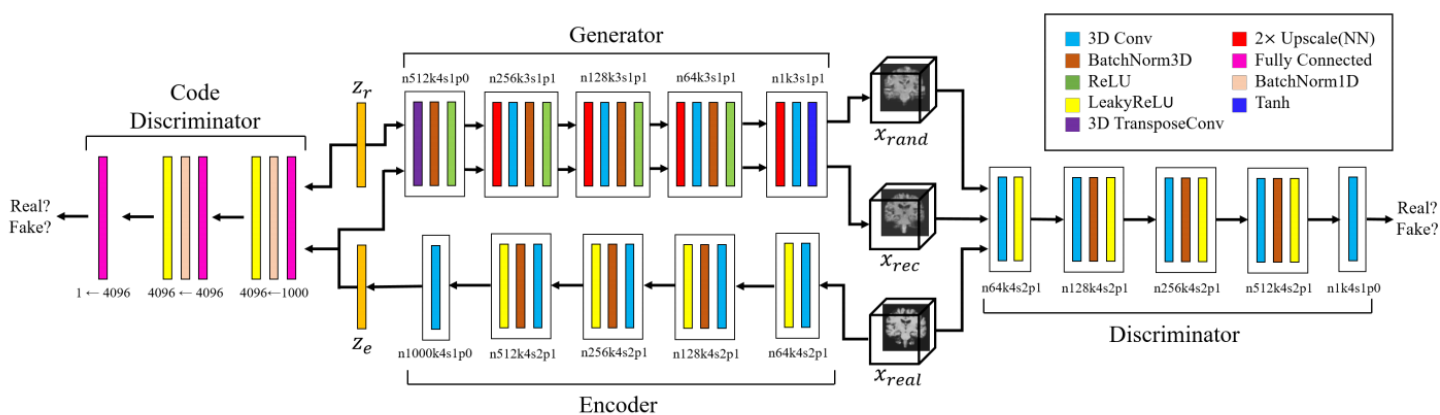 Generator
n512k4s1p0
n256k3s1p1
n128k3s1p1
n64k3s1p1
n1k3s1p1
z_r
Code
Discriminator
Real?
Fake?
1 ← 4096
4096 ← 4096
4096←1000
z_e
n1000k4s1p0
n512k4s2p1
n256k4s2p1
n128k4s2p1
n64k4s2p1
Encoder
x_rand
x_rec
x_real
3D Conv
BatchNorm3D
ReLU
LeakyReLU
3D TransposeConv
2× Upscale(NN)
Fully Connected
BatchNorm1D
Tanh
n64k4s2p1
n128k4s2p1
n256k4s2p1
n512k4s2p1
n1k4s1p0
Discriminator
Real?
Fake?